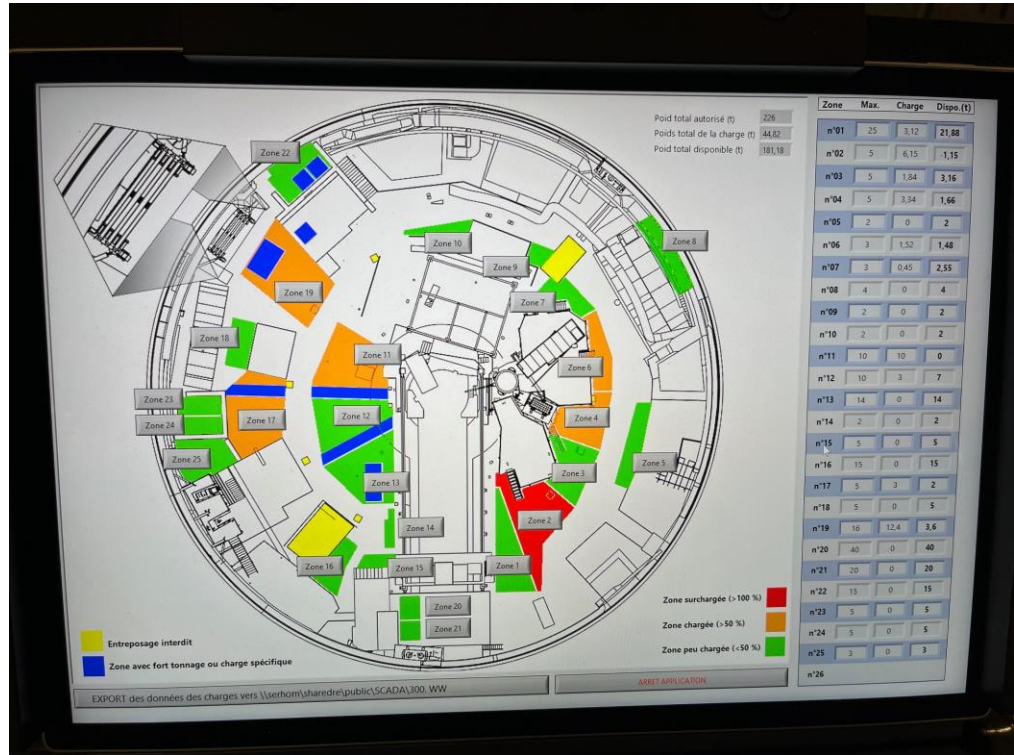 Poid total autorisé (t) 226
Poids total de la charge (t) 44,82
Poid total disponible (t) 181,18
Zone 22
Zone 10
Zone 8
Zone 9
Zone 19
Zone 7
Zone 18
Zone 11
Zone 6
Zone 23
Zone 12
Zone 4
Zone 24
Zone 17
Zone 25
Zone 3
Zone 5
Zone 13
Zone 2
Zone 14
Zone 16
Zone 15
Zone 1
Zone 20
Zone 21
Entreposage interdit
Zone avec fort tonnage ou charge spécifique
Zone surchargée (>100 %)
Zone chargée (>50 %)
Zone peu chargée (<50 %)
EXPORT des données des charges vers \\serhom\sharedre\public\SCADA\300. WW
ARRET APPLICATION
Zone Max. Charge Dispo.(t)
n°01 25 3,12 21,88
n°02 5 6,15 -1,15
n°03 5 1,84 3,16
n°04 5 3,34 1,66
n°05 2 0 2
n°06 3 1,52 1,48
n°07 3 0,45 2,55
n°08 4 0 4
n°09 2 0 2
n°10 2 0 2
n°11 10 10 0
n°12 10 3 7
n°13 14 0 14
n°14 2 0 2
n°15 5 0 5
n°16 15 0 15
n°17 5 3 2
n°18 5 0 5
n°19 16 12,4 3,6
n°20 40 0 40
n°21 20 0 20
n°22 15 0 15
n°23 5 0 5
n°24 5 0 5
n°25 3 0 3
n°26